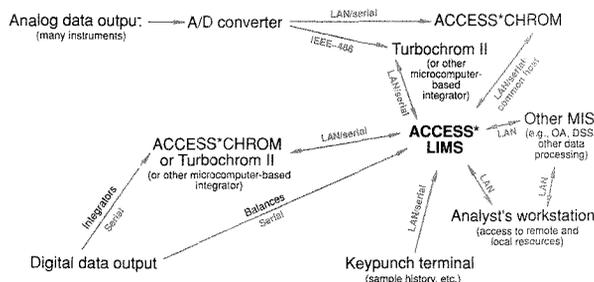 Analog data output
(many instruments)
A/D converter
LAN/serial
ACCESS*CHROM
IEEE-488
Turbochrom II
(or other
microcomputer-
based
integrator)
LAN/serial
LAN/serial-
common host
ACCESS*CHROM
or Turbochrom II
(or other microcomputer-based
integrator)
LAN/serial
ACCESS*
LIMS
LAN
Other MIS
(e.g., OA, DSS
other data
processing)
Integrators
Serial
Balances
Serial
LAN/serial
LAN
LAN
Analyst's workstation
(access to remote and
local resources)
Digital data output
Keypunch terminal
(sample history, etc.)